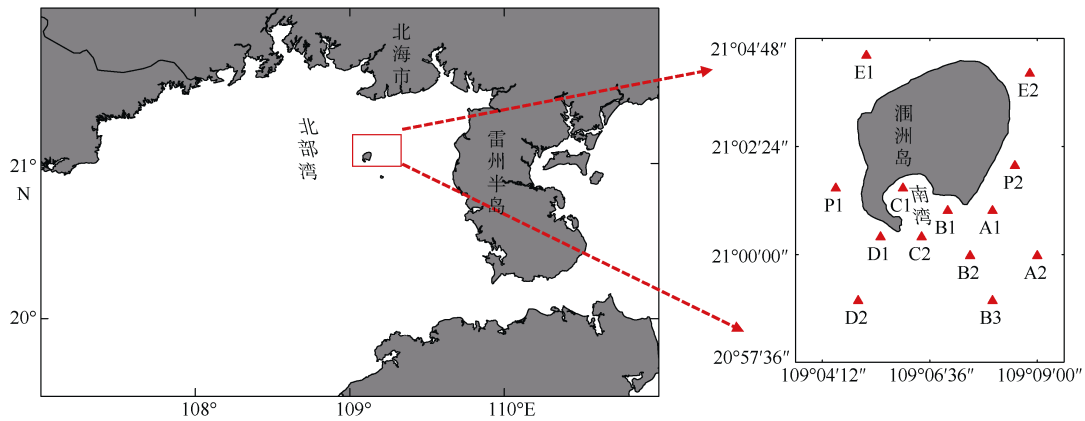 北海市
北部湾
雷州半岛
21°
N
20°
108°
109°
110°E
21°04′48″
21°02′24″
21°00′00″
20°57′36″
109°04′12″
109°06′36″
109°09′00″
E1
E2
涠洲岛
P2
P1
C1
南湾
B1
A1
D1
C2
B2
A2
D2
B3